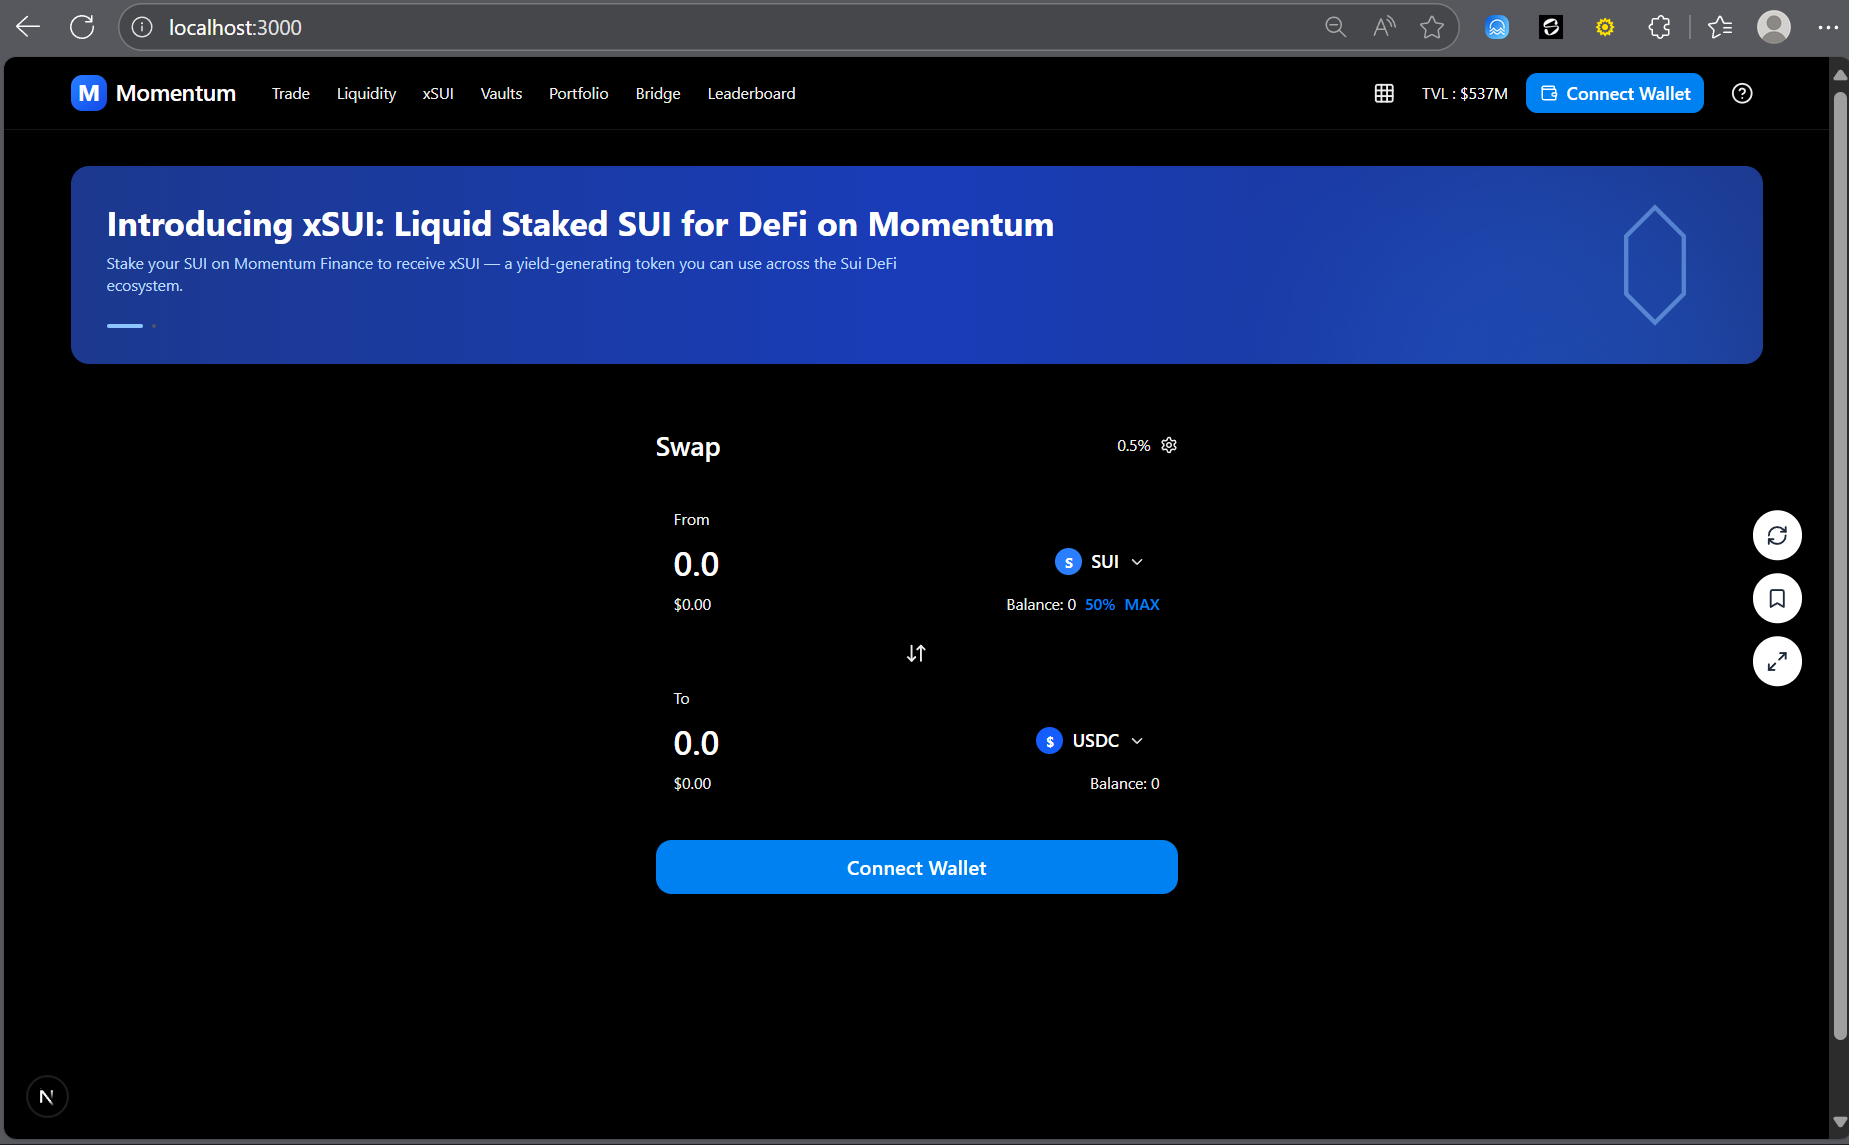 localhost:3000
M Momentum Trade Liquidity xSUI Vaults Portfolio Bridge Leaderboard TVL : $537M Connect Wallet
Introducing xSUI: Liquid Staked SUI for DeFi on Momentum
Stake your SUI on Momentum Finance to receive xSUI — a yield-generating token you can use across the Sui DeFi
ecosystem.
Swap 0.5%
From
0.0 S SUI
$0.00 Balance: 0 50% MAX
To
0.0 $ USDC
$0.00 Balance: 0
Connect Wallet
N